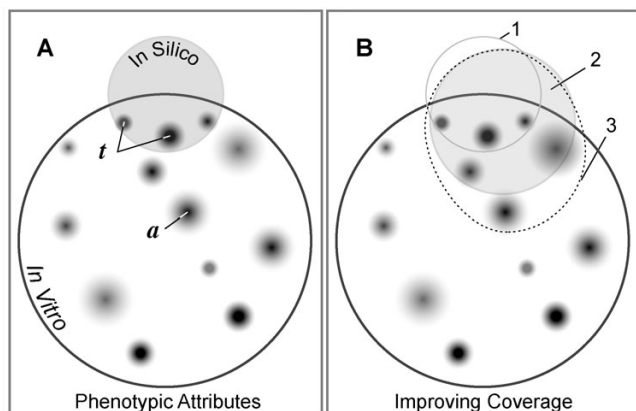 A
In Silico
t
a
In Vitro
Phenotypic Attributes
B
1
2
3
Improving Coverage